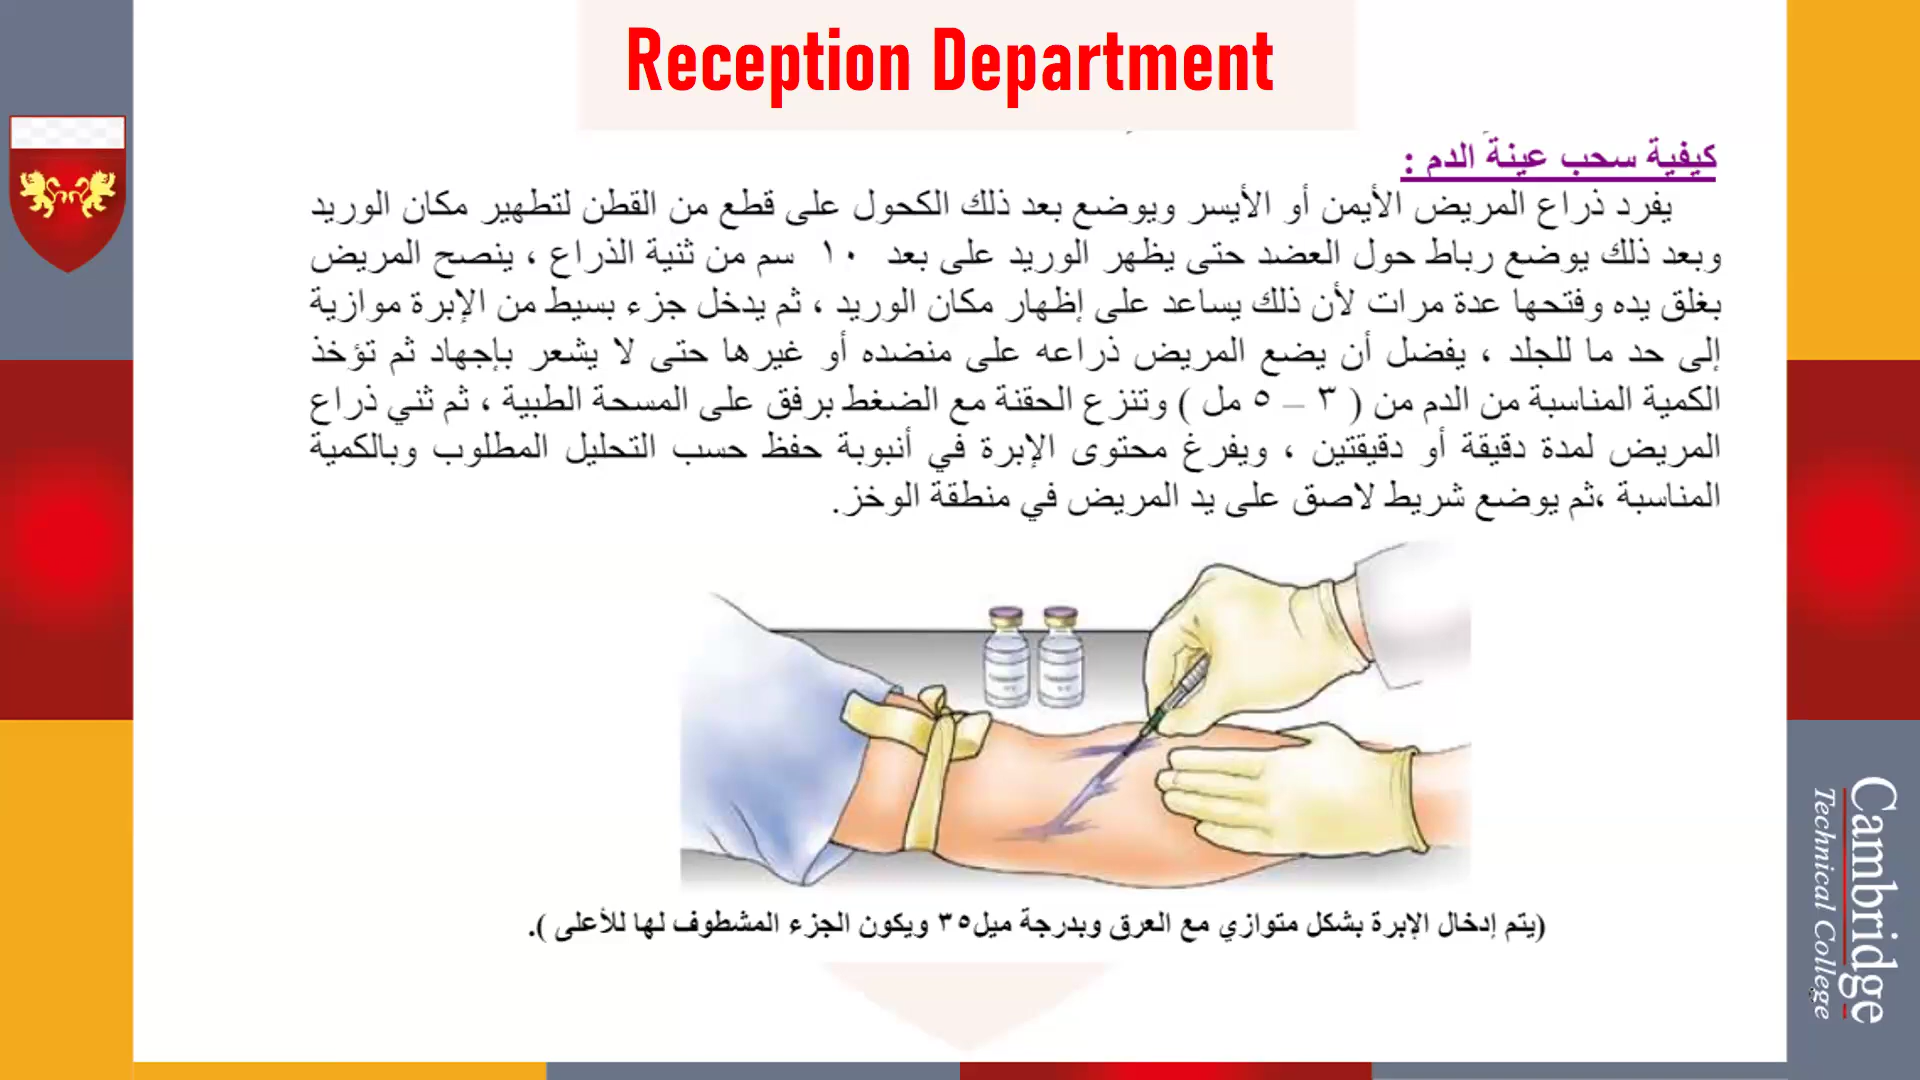 Reception Department
كيفية سحب عينة الدم :
يفرد ذراع المريض الأيمن أو الأيسر ويوضع بعد ذلك الكحول على قطع من القطن لتطهير مكان الوريد
وبعد ذلك يوضع رباط حول العضد حتى يظهر الوريد على بعد ١٠ سم من ثنية الذراع ، ينصح المريض
بغلق يده وفتحها عدة مرات لأن ذلك يساعد على إظهار مكان الوريد ، ثم يدخل جزء بسيط من الإبرة موازية
إلى حد ما للجلد ، يفضل أن يضع المريض ذراعه على منضده أو غيرها حتى لا يشعر بإجهاد ثم تؤخذ
الكمية المناسبة من الدم من ( ٣ – ٥ مل ) وتنزع الحقنة مع الضغط برفق على المسحة الطبية ، ثم ثني ذراع
المريض لمدة دقيقة أو دقيقتين ، ويفرغ محتوى الإبرة في أنبوبة حفظ حسب التحليل المطلوب وبالكمية
المناسبة ،ثم يوضع شريط لاصق على يد المريض في منطقة الوخز.
(يتم إدخال الإبرة بشكل متوازي مع العرق وبدرجة ميل٣٥ ويكون الجزء المشطوف لها للأعلى ).
Cambridge
Technical College